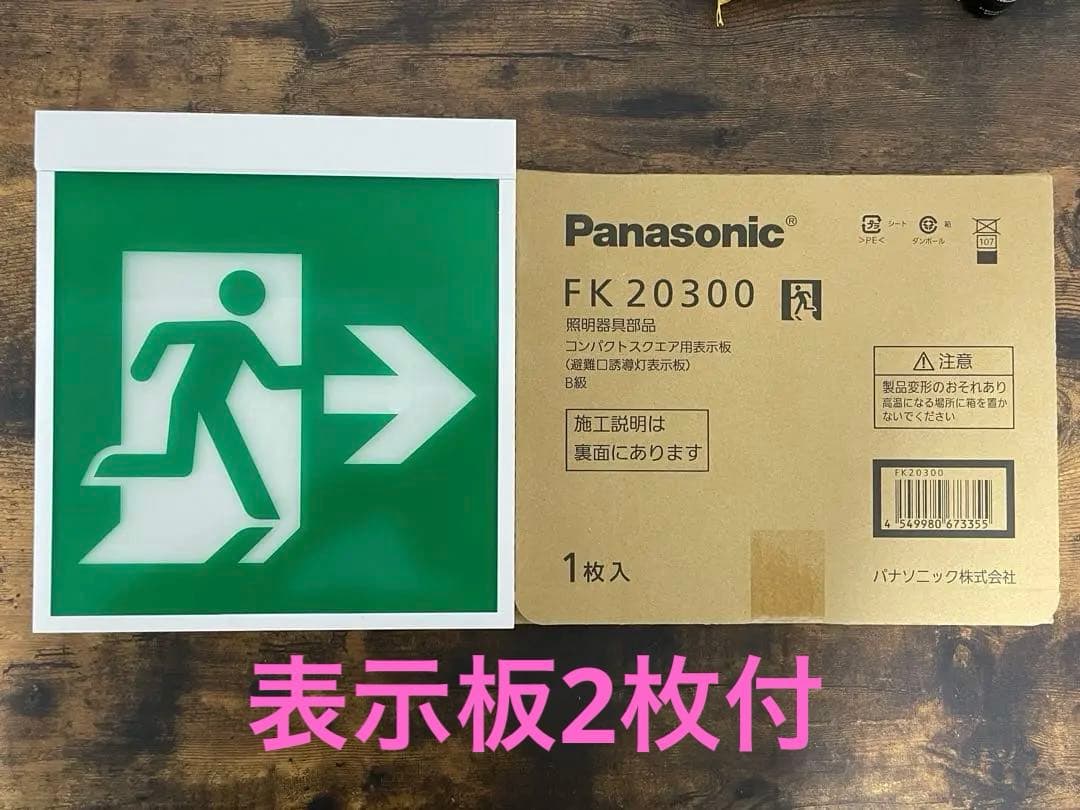 Panasonic®
FK20300
照明器具部品
コンパクトスクエア用表示板
(避難口誘導灯表示板)
B級
施工説明は
裏面にあります
1枚入
プラ
シート
>PE<
箱
ダンボール
107
⚠注意
製品変形のおそれあり
高温になる場所に箱を置か
ないでください
FK20300
4 549980 673355
パナソニック株式会社
表示板2枚付